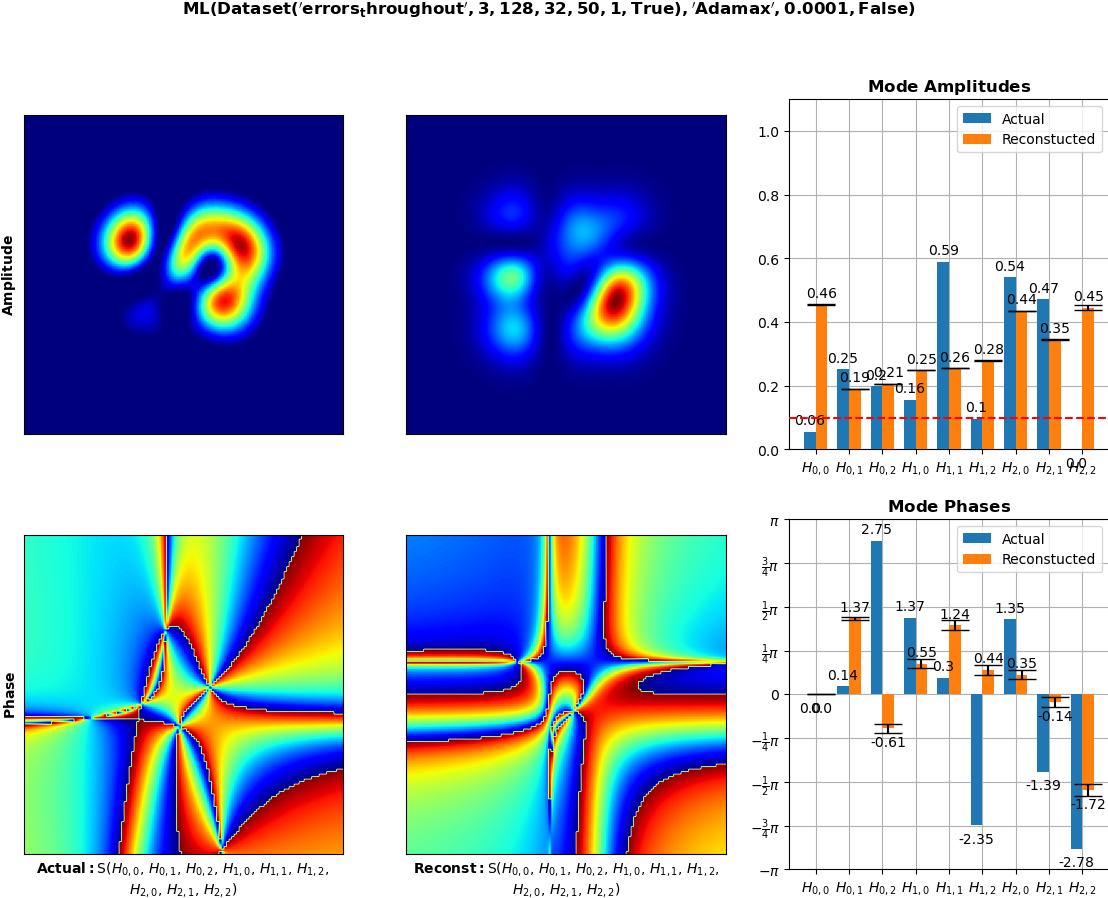 ML(Dataset('errors_throughout', 3, 128, 32, 50, 1, True), 'Adamax', 0.0001, False)
Amplitude
Mode Amplitudes
Actual
Reconstucted
1.0
0.8
0.6
0.4
0.2
0.0
0.06
0.46
0.25
0.19
0.2
0.21
0.16
0.25
0.59
0.26
0.1
0.28
0.54
0.44
0.47
0.35
0.0
0.45
H0,0 H0,1 H0,2 H1,0 H1,1 H1,2 H2,0 H2,1 H2,2
Phase
Actual: S(H0,0, H0,1, H0,2, H1,0, H1,1, H1,2,
H2,0, H2,1, H2,2)
Reconst: S(H0,0, H0,1, H0,2, H1,0, H1,1, H1,2,
H2,0, H2,1, H2,2)
Mode Phases
Actual
Reconstucted
π
3/4π
1/2π
1/4π
0
−1/4π
−1/2π
−3/4π
−π
0.0
0.0
0.14
1.37
2.75
-0.61
1.37
0.55
0.3
1.24
-2.35
0.44
1.35
0.35
-1.39
-0.14
-2.78
-1.72
H0,0 H0,1 H0,2 H1,0 H1,1 H1,2 H2,0 H2,1 H2,2